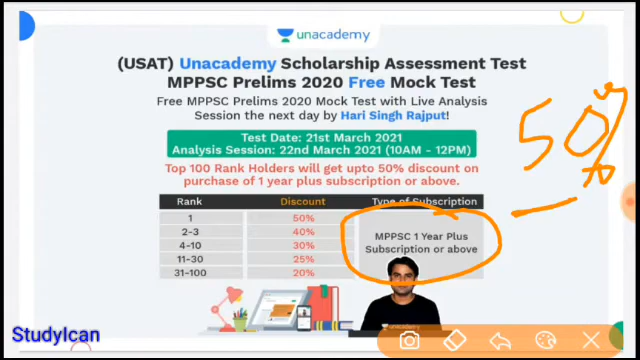 unacademy
(USAT) Unacademy Scholarship Assessment Test
MPPSC Prelims 2020 Free Mock Test
Free MPPSC Prelims 2020 Mock Test with Live Analysis
Session the next day by Hari Singh Rajput!
Test Date: 21st March 2021
Analysis Session: 22nd March 2021 (10AM - 12PM)
Top 100 Rank Holders will get upto 50% discount on
purchase of 1 year plus subscription or above.
Rank Discount Type of Subscription
1 50%
2-3 40%
4-10 30%
11-30 25%
31-100 20%
MPPSC 1 Year Plus
Subscription or above
50%
unacademy
StudyIcan